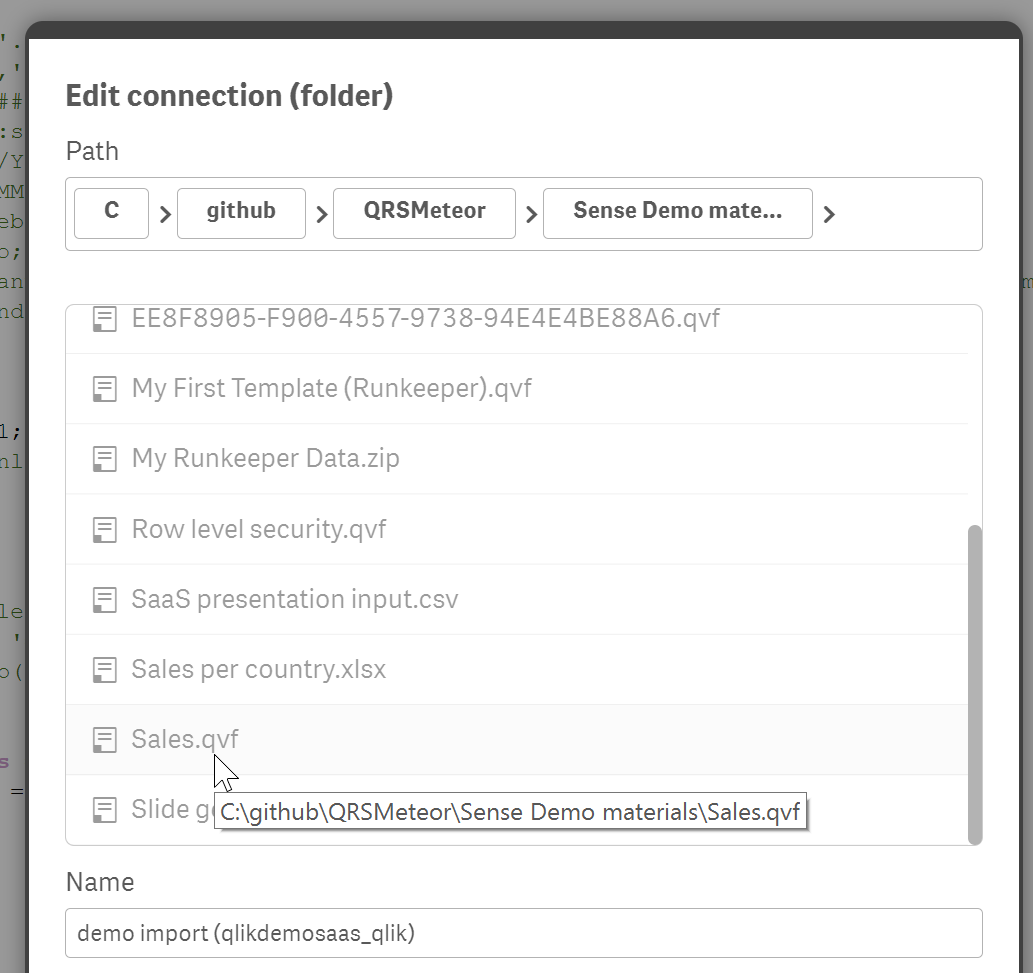 Edit connection (folder)
Path
C > github > QRSMeteor > Sense Demo mate... >
EE8F8905-F900-4557-9738-94E4E4BE88A6.qvf
My First Template (Runkeeper).qvf
My Runkeeper Data.zip
Row level security.qvf
SaaS presentation input.csv
Sales per country.xlsx
Sales.qvf
Slide
C:\github\QRSMeteor\Sense Demo materials\Sales.qvf
Name
demo import (qlikdemosaas_qlik)